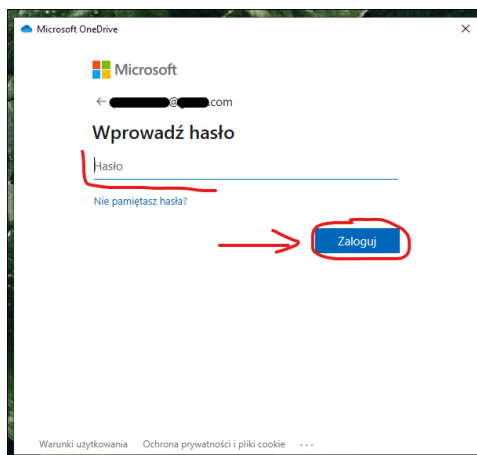 Microsoft OneDrive
Microsoft
@ .com
Wprowadź hasło
Hasło
Nie pamiętasz hasła?
Zaloguj
Warunki użytkowania Ochrona prywatności i pliki cookie ...